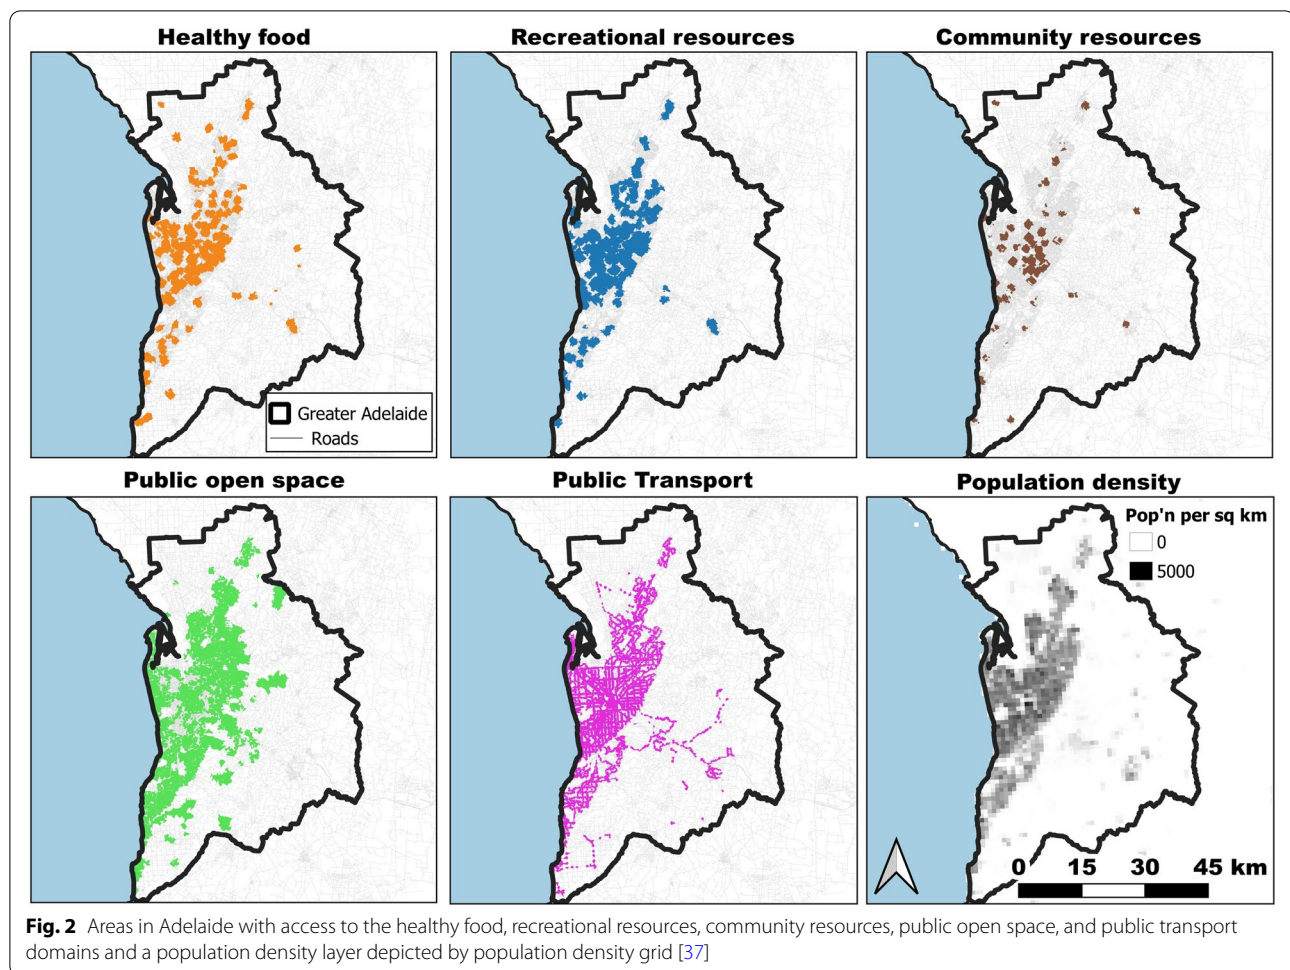 Healthy food
Recreational resources
Community resources
Greater Adelaide
Roads
Public open space
Public Transport
Population density
Pop'n per sq km
0
5000
0 15 30 45 km
Fig. 2 Areas in Adelaide with access to the healthy food, recreational resources, community resources, public open space, and public transport
domains and a population density layer depicted by population density grid [37]